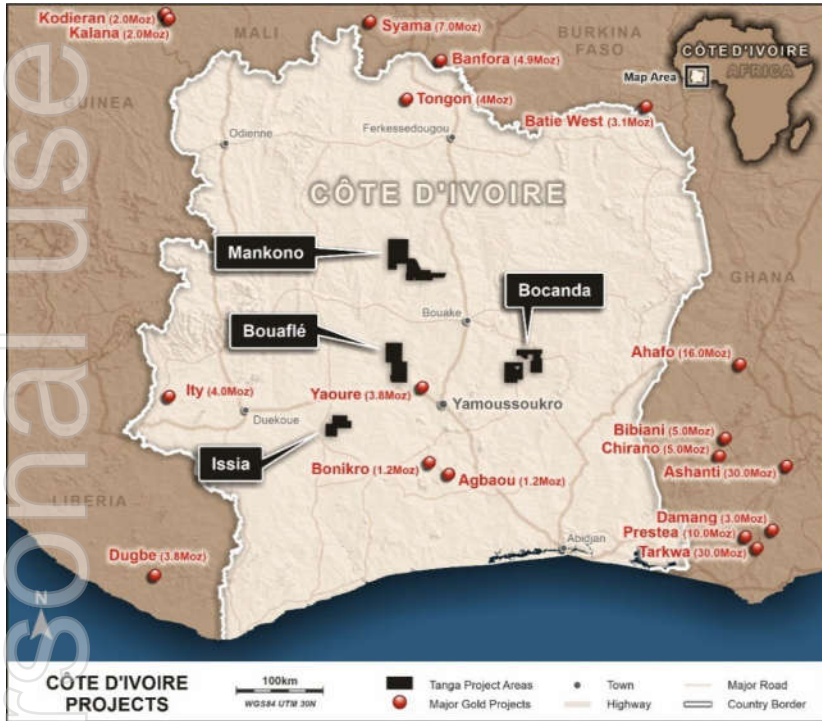 Kodieran (2.0Moz)
Kalana (2.0Moz)
MALI
Syama (7.0Moz)
BURKINA
FASO
CÔTE D'IVOIRE
AFRICA
Map Area
Banfora (4.9Moz)
GUINEA
Tongon (4Moz)
Batie West (3.1Moz)
Odienne
Ferkessedougou
CÔTE D'IVOIRE
Mankono
GHANA
Bocanda
Bouake
Bouaflé
Ahafo (16.0Moz)
Ity (4.0Moz)
Yaoure (3.8Moz)
Yamoussoukro
Duekoue
Bibiani (5.0Moz)
Chirano (5.0Moz)
Issia
Bonikro (1.2Moz)
Ashanti (30.0Moz)
Agbaou (1.2Moz)
LIBERIA
Damang (3.0Moz)
Prestea (10.0Moz)
Abidjan
Tarkwa (30.0Moz)
Dugbe (3.8Moz)
N
CÔTE D'IVOIRE
PROJECTS
100km
WGS84 UTM 30N
Tanga Project Areas
Town
Major Road
Major Gold Projects
Highway
Country Border
rsonal use